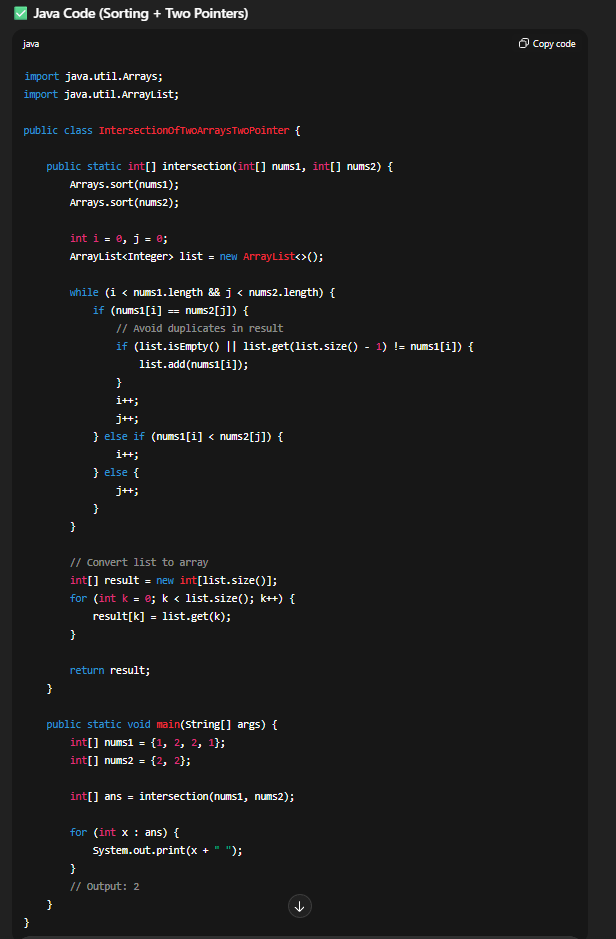 ✅ Java Code (Sorting + Two Pointers)
java
Copy code
import java.util.Arrays;
import java.util.ArrayList;
public class IntersectionOfTwoArraysTwoPointer {
    public static int[] intersection(int[] nums1, int[] nums2) {
        Arrays.sort(nums1);
        Arrays.sort(nums2);
        int i = 0, j = 0;
        ArrayList<Integer> list = new ArrayList<>();
        while (i < nums1.length && j < nums2.length) {
            if (nums1[i] == nums2[j]) {
                // Avoid duplicates in result
                if (list.isEmpty() || list.get(list.size() - 1) != nums1[i]) {
                    list.add(nums1[i]);
                }
                i++;
                j++;
            } else if (nums1[i] < nums2[j]) {
                i++;
            } else {
                j++;
            }
        }
        // Convert list to array
        int[] result = new int[list.size()];
        for (int k = 0; k < list.size(); k++) {
            result[k] = list.get(k);
        }
        return result;
    }
    public static void main(String[] args) {
        int[] nums1 = {1, 2, 2, 1};
        int[] nums2 = {2, 2};
        int[] ans = intersection(nums1, nums2);
        for (int x : ans) {
            System.out.print(x + " ");
        }
        // Output: 2
    }
}